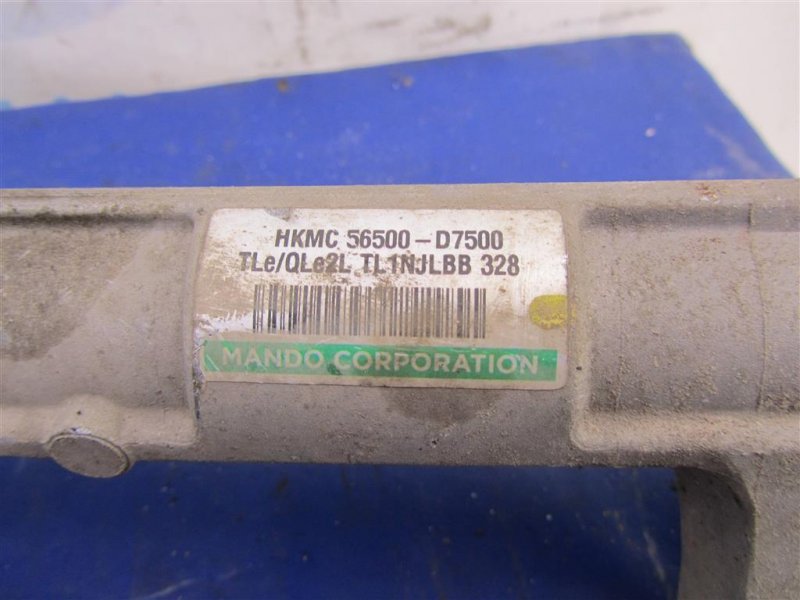 HKMC 56500-D7500
TLe/QLe2L TL1NJLBB 328
MANDO CORPORATION